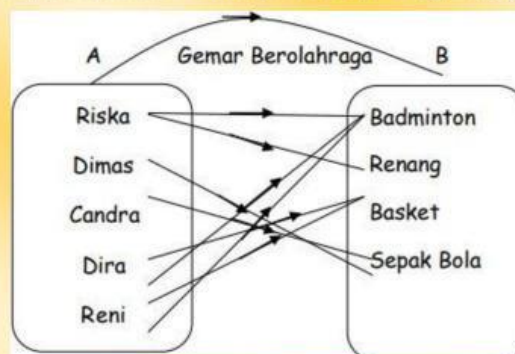 A Gemar Berolahraga B
Riska
Dimas
Candra
Dira
Reni
Badminton
Renang
Basket
Sepak Bola